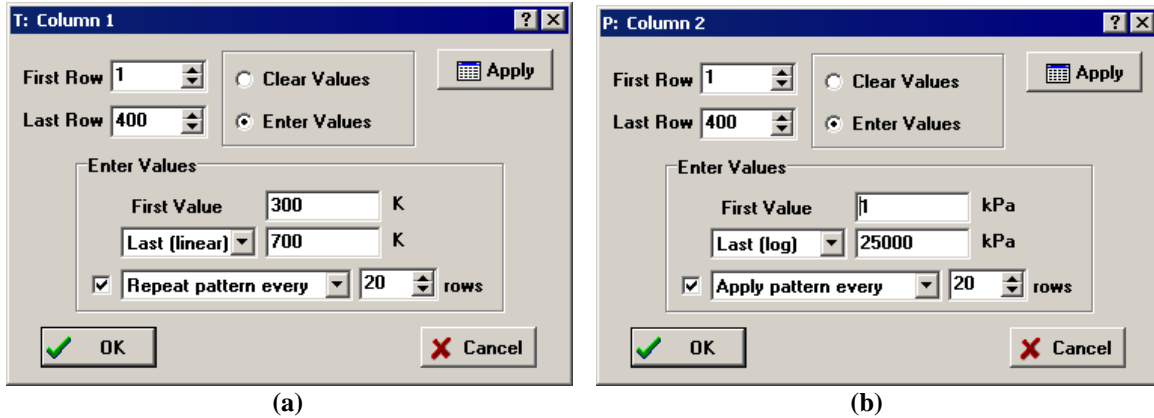 T: Column 1
First Row 1
Clear Values
Apply
Last Row 400
Enter Values
Enter Values
First Value 300 K
Last (linear) 700 K
Repeat pattern every 20 rows
OK
Cancel
(a)
P: Column 2
First Row 1
Clear Values
Apply
Last Row 400
Enter Values
Enter Values
First Value 1 kPa
Last (log) 25000 kPa
Apply pattern every 20 rows
OK
Cancel
(b)